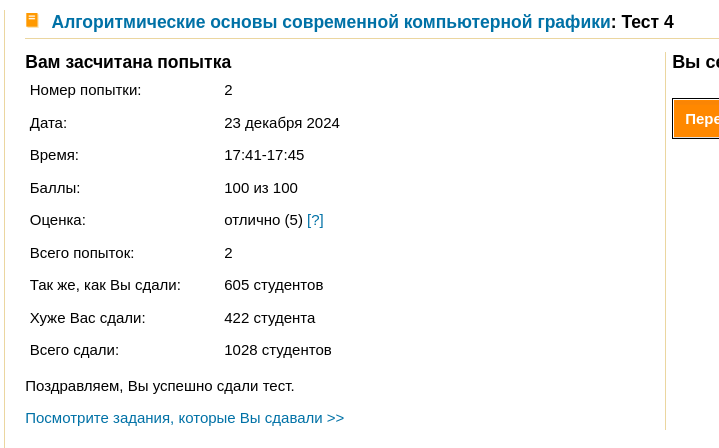 Алгоритмические основы современной компьютерной графики: Тест 4
Вам засчитана попытка
Номер попытки: 2
Дата: 23 декабря 2024
Время: 17:41-17:45
Баллы: 100 из 100
Оценка: отлично (5) [?]
Всего попыток: 2
Так же, как Вы сдали: 605 студентов
Хуже Вас сдали: 422 студента
Всего сдали: 1028 студентов
Поздравляем, Вы успешно сдали тест.
Посмотрите задания, которые Вы сдавали >>
Вы